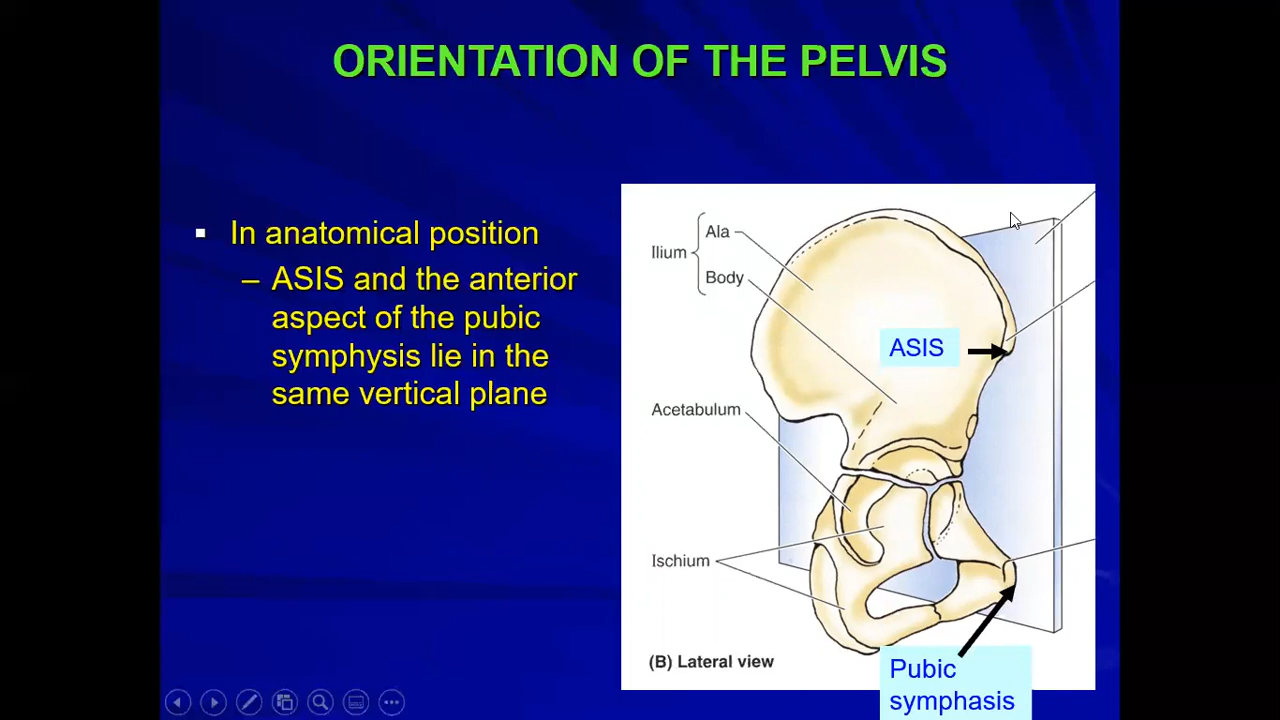 ORIENTATION OF THE PELVIS
▪ In anatomical position
– ASIS and the anterior
aspect of the pubic
symphysis lie in the
same vertical plane
Ala
Ilium
Body
ASIS
Acetabulum
Ischium
(B) Lateral view
Pubic
symphasis